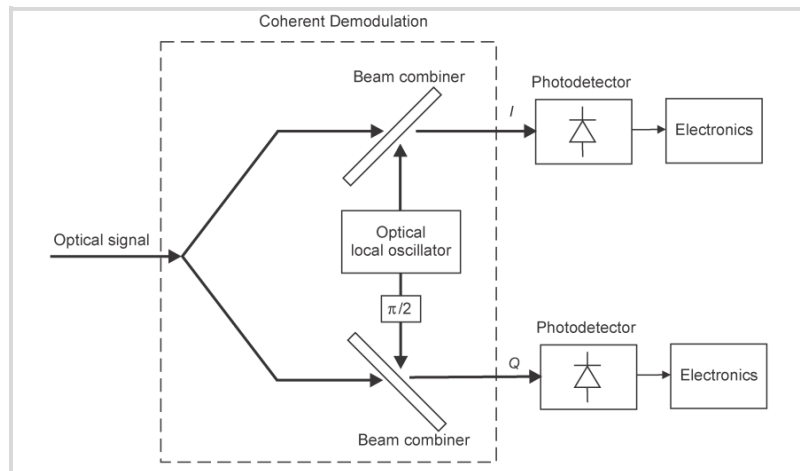 Coherent Demodulation
Beam combiner
Photodetector
I
Electronics
Optical signal
Optical
local oscillator
π/2
Photodetector
Q
Electronics
Beam combiner